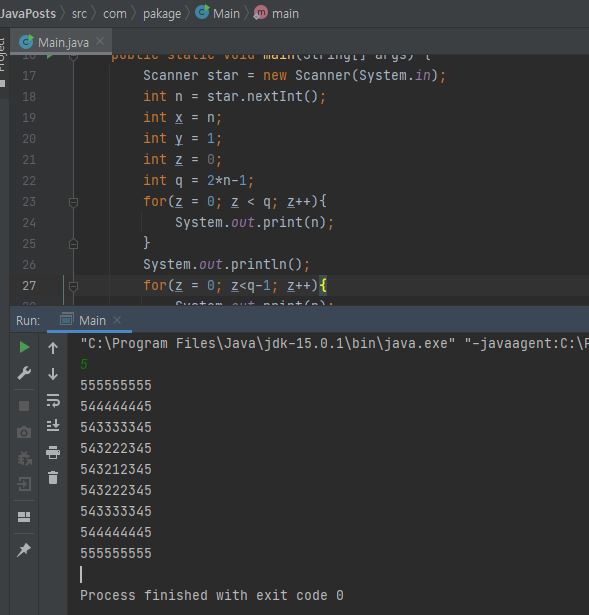 JavaPosts › src › com › pakage › Main › main
Main.java ×
Project
16 public static void main(String[] args) {
17 Scanner star = new Scanner(System.in);
18 int n = star.nextInt();
19 int x = n;
20 int y = 1;
21 int z = 0;
22 int q = 2*n-1;
23 for(z = 0; z < q; z++){
24 System.out.print(n);
25 }
26 System.out.println();
27 for(z = 0; z<q-1; z++){
28 System.out.print(n);
Run: Main ×
"C:\Program Files\Java\jdk-15.0.1\bin\java.exe" "-javaagent:C:\P
5
555555555
544444445
543333345
543222345
543212345
543222345
543333345
544444445
555555555
Process finished with exit code 0